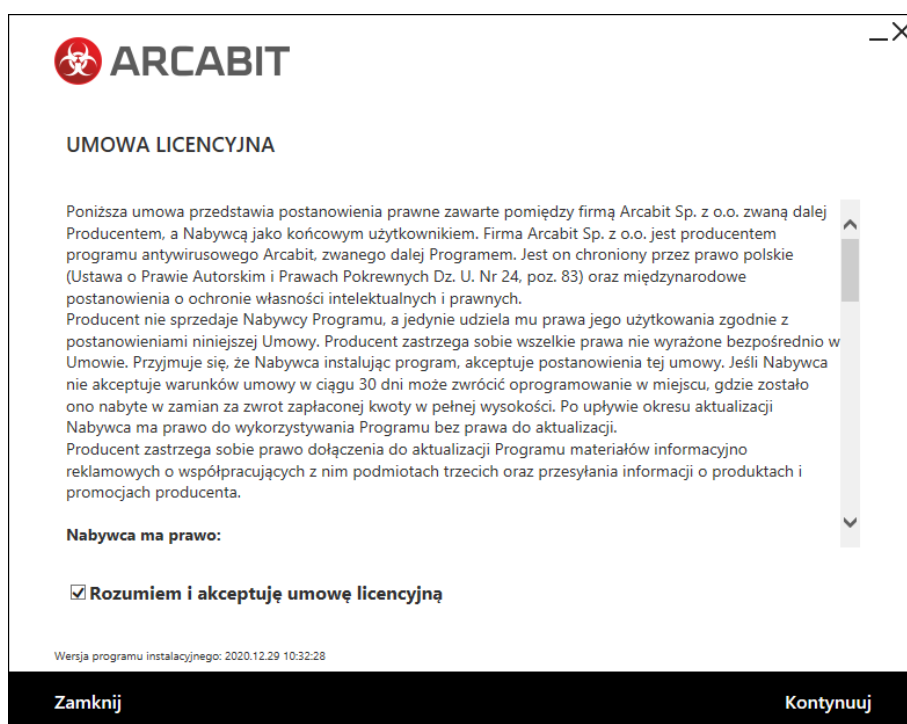 ARCABIT
UMOWA LICENCYJNA
Poniższa umowa przedstawia postanowienia prawne zawarte pomiędzy firmą Arcabit Sp. z o.o. zwaną dalej
Producentem, a Nabywcą jako końcowym użytkownikiem. Firma Arcabit Sp. z o.o. jest producentem
programu antywirusowego Arcabit, zwanego dalej Programem. Jest on chroniony przez prawo polskie
(Ustawa o Prawie Autorskim i Prawach Pokrewnych Dz. U. Nr 24, poz. 83) oraz międzynarodowe
postanowienia o ochronie własności intelektualnych i prawnych.
Producent nie sprzedaje Nabywcy Programu, a jedynie udziela mu prawa jego użytkowania zgodnie z
postanowieniami niniejszej Umowy. Producent zastrzega sobie wszelkie prawa nie wyrażone bezpośrednio w
Umowie. Przyjmuje się, że Nabywca instalując program, akceptuje postanowienia tej umowy. Jeśli Nabywca
nie akceptuje warunków umowy w ciągu 30 dni może zwrócić oprogramowanie w miejscu, gdzie zostało
ono nabyte w zamian za zwrot zapłaconej kwoty w pełnej wysokości. Po upływie okresu aktualizacji
Nabywca ma prawo do wykorzystywania Programu bez prawa do aktualizacji.
Producent zastrzega sobie prawo dołączenia do aktualizacji Programu materiałów informacyjno
reklamowych o współpracujących z nim podmiotach trzecich oraz przesyłania informacji o produktach i
promocjach producenta.
Nabywca ma prawo:
Rozumiem i akceptuję umowę licencyjną
Wersja programu instalacyjnego: 2020.12.29 10:32:28
Zamknij
Kontynuuj